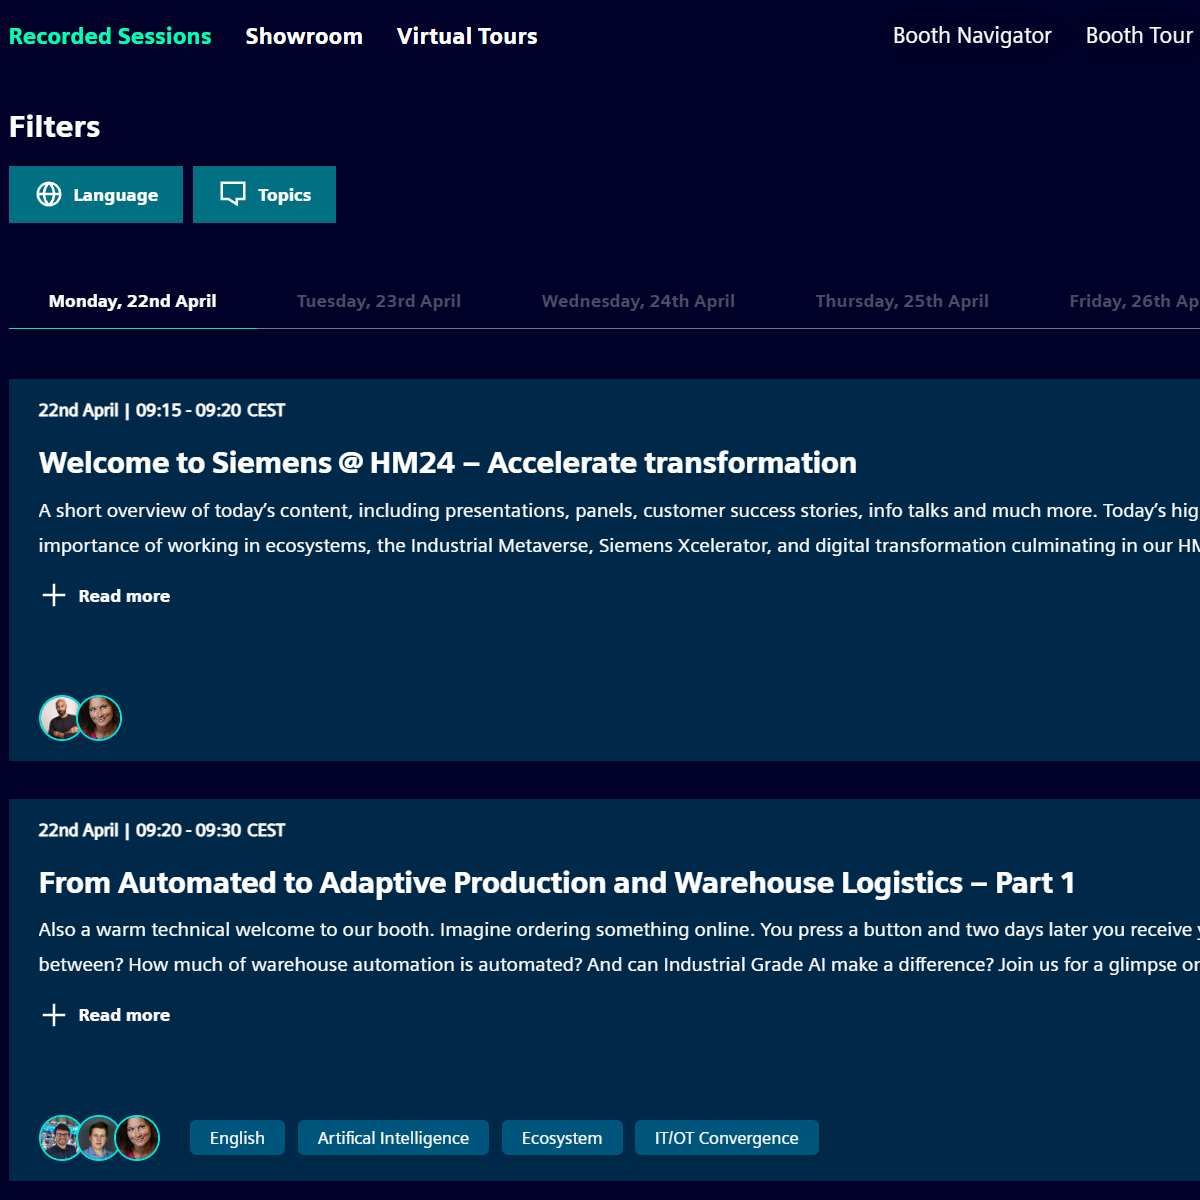 Recorded Sessions Showroom Virtual Tours Booth Navigator Booth Tour
Filters
Language Topics
Monday, 22nd April Tuesday, 23rd April Wednesday, 24th April Thursday, 25th April Friday, 26th Ap
22nd April | 09:15 - 09:20 CEST
Welcome to Siemens @ HM24 – Accelerate transformation
A short overview of today’s content, including presentations, panels, customer success stories, info talks and much more. Today’s hig
importance of working in ecosystems, the Industrial Metaverse, Siemens Xcelerator, and digital transformation culminating in our HM
Read more
22nd April | 09:20 - 09:30 CEST
From Automated to Adaptive Production and Warehouse Logistics – Part 1
Also a warm technical welcome to our booth. Imagine ordering something online. You press a button and two days later you receive y
between? How much of warehouse automation is automated? And can Industrial Grade AI make a difference? Join us for a glimpse on
Read more
English Artifical Intelligence Ecosystem IT/OT Convergence